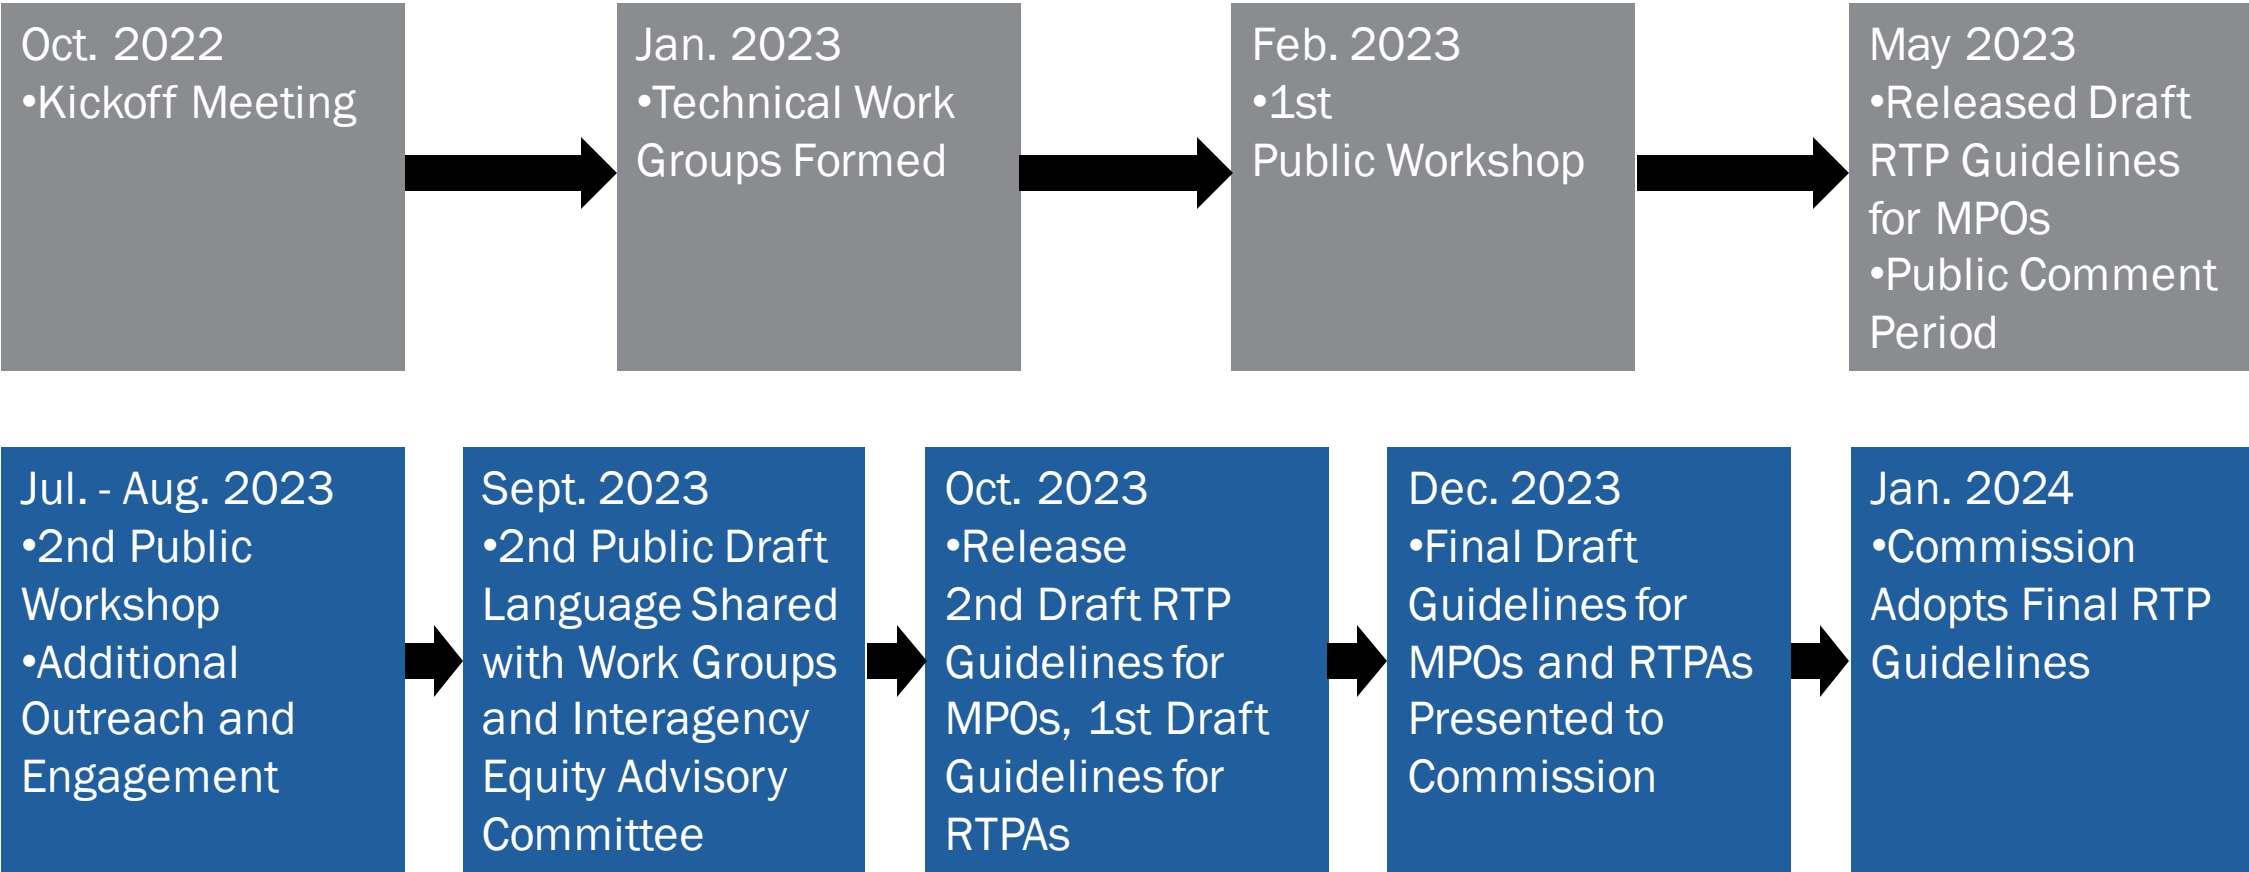 Oct. 2022
•Kickoff Meeting
Jan. 2023
•Technical Work
Groups Formed
Feb. 2023
•1st
Public Workshop
May 2023
•Released Draft
RTP Guidelines
for MPOs
•Public Comment
Period
Jul. - Aug. 2023
•2nd Public
Workshop
•Additional
Outreach and
Engagement
Sept. 2023
•2nd Public Draft
Language Shared
with Work Groups
and Interagency
Equity Advisory
Committee
Oct. 2023
•Release
2nd Draft RTP
Guidelines for
MPOs, 1st Draft
Guidelines for
RTPAs
Dec. 2023
•Final Draft
Guidelines for
MPOs and RTPAs
Presented to
Commission
Jan. 2024
•Commission
Adopts Final RTP
Guidelines